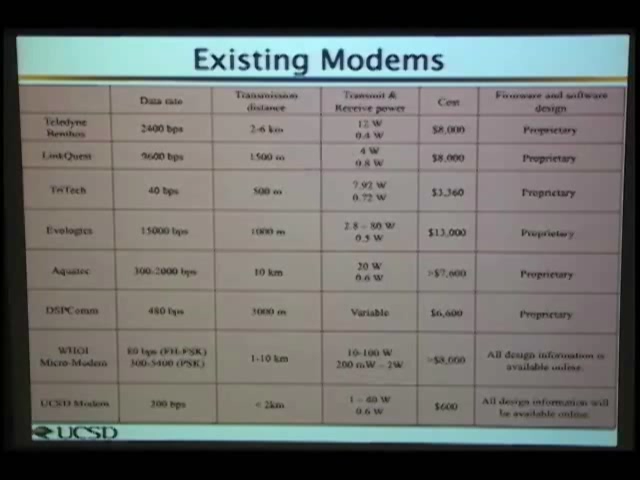 Existing Modems
Data rate Transmission distance Transmit & Receive power Cost Firmware and software design
Teledyne Benthos 2400 bps 2-6 km 12 W 0.4 W $8,000 Proprietary
LinkQuest 9600 bps 1500 m 4 W 0.8 W $8,000 Proprietary
TriTech 40 bps 500 m 7.92 W 0.72 W $3,360 Proprietary
Evologics 15000 bps 1000 m 2.8 – 80 W 0.5 W $13,000 Proprietary
Aquatec 300-2000 bps 10 km 20 W 0.6 W >$7,600 Proprietary
DSPComm 480 bps 3000 m Variable $6,600 Proprietary
WHOI Micro-Modem 80 bps (FH-FSK) 300-5400 (PSK) 1-10 km 10-100W 200 mW – 2W >$8,000 All design information is available online.
UCSD Modem 200 bps < 2km 1 – 40 W 0.6 W $600 All design information will be available online.
UCSD